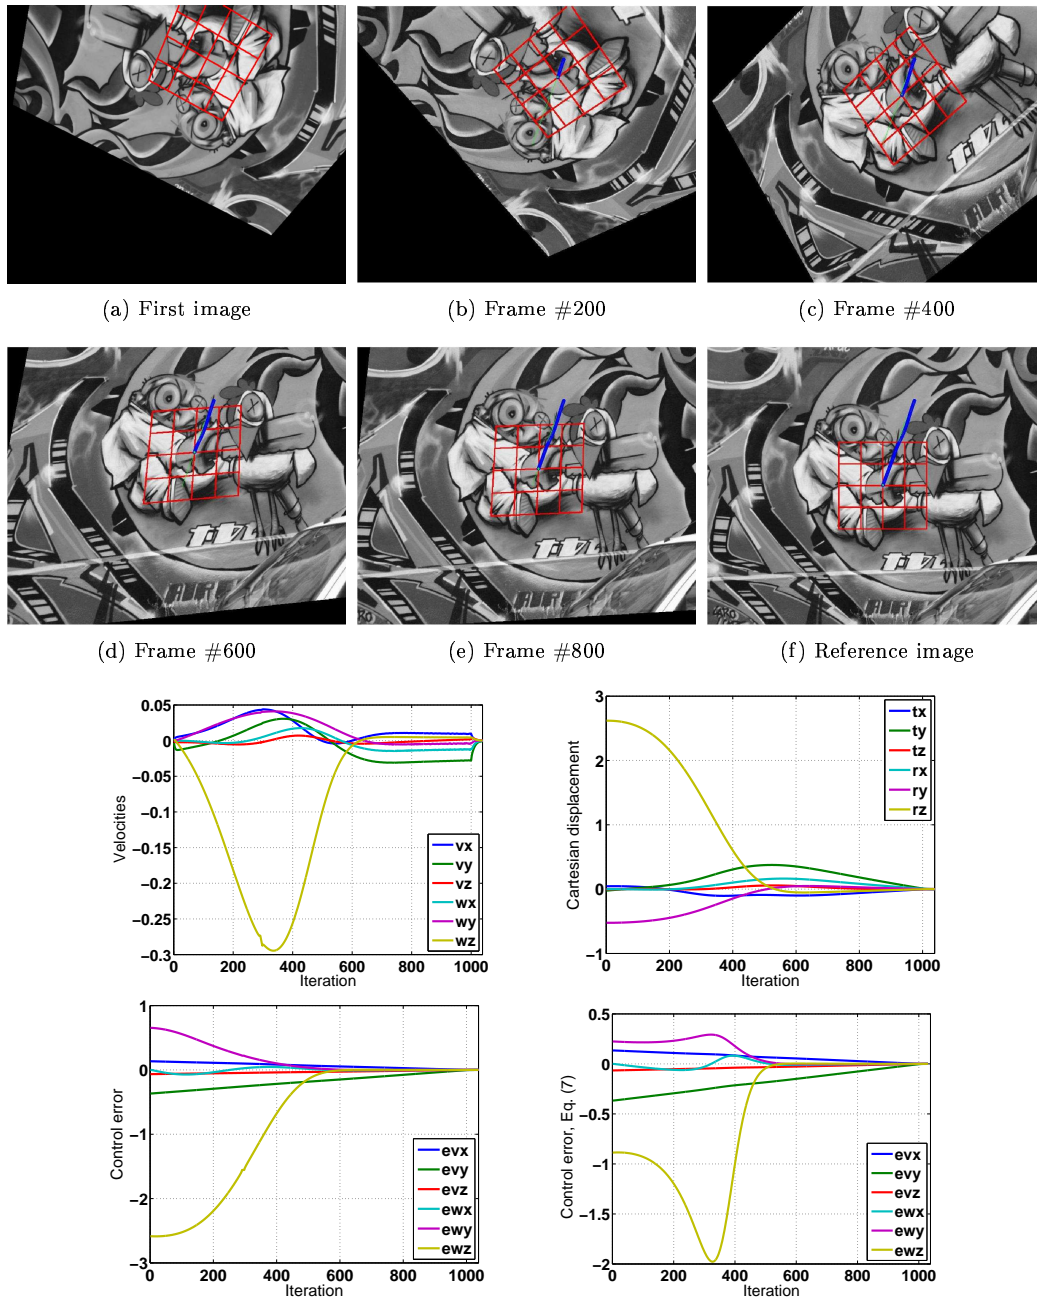 (a) First image
(b) Frame #200
(c) Frame #400
(d) Frame #600
(e) Frame #800
(f) Reference image
0.05
0
−0.05
−0.1
−0.15
−0.2
−0.25
−0.3
0 200 400 600 800 1000
Velocities
Iteration
vx
vy
vz
wx
wy
wz
3
2
1
0
−1
0 200 400 600 800 1000
Cartesian displacement
Iteration
tx
ty
tz
rx
ry
rz
1
0
−1
−2
−3
0 200 400 600 800 1000
Control error
Iteration
evx
evy
evz
ewx
ewy
ewz
0.5
0
−0.5
−1
−1.5
−2
0 200 400 600 800 1000
Control error, Eq. (7)
Iteration
evx
evy
evz
ewx
ewy
ewz